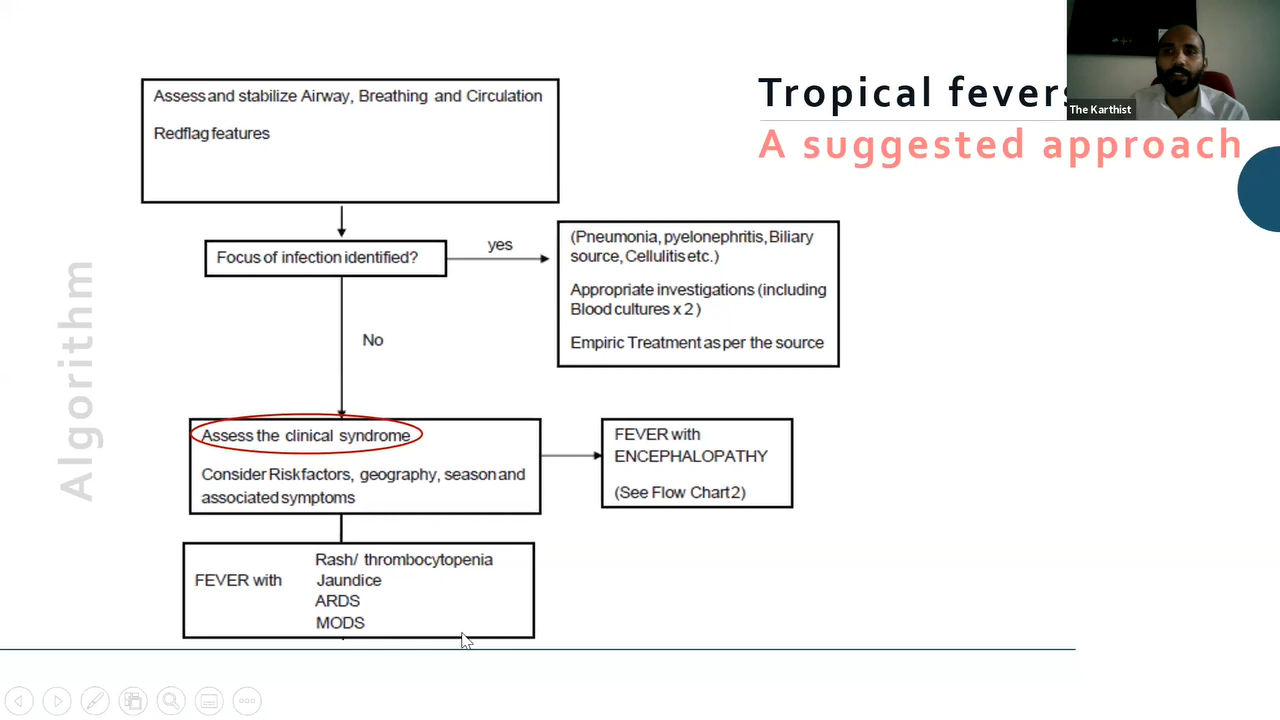 Tropical fevers
A suggested approach
The Karthist
Algorithm
Assess and stabilize Airway, Breathing and Circulation
Redflag features
Focus of infection identified?
yes
(Pneumonia, pyelonephritis, Biliary
source, Cellulitis etc.)
Appropriate investigations (including
Blood cultures x 2 )
Empiric Treatment as per the source
No
Assess the clinical syndrome
Consider Risk factors, geography, season and
associated symptoms
FEVER with
ENCEPHALOPATHY
(See Flow Chart 2)
Rash/ thrombocytopenia
FEVER with Jaundice
ARDS
MODS